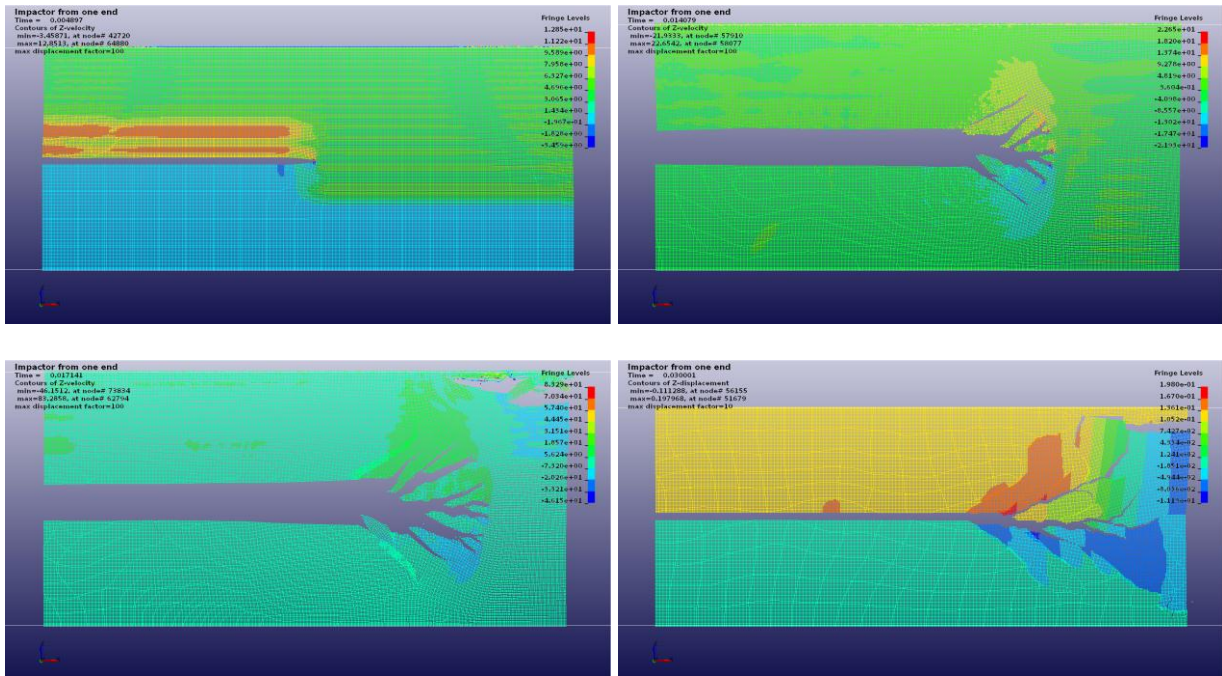 Impactor from one end
Time = 0.004897
Contours of Z-velocity
min=-3.45871, at node# 42720
max=12.8513, at node# 64880
max displacement factor=100
Fringe Levels
1.285e+01
1.122e+01
9.589e+00
7.958e+00
6.327e+00
4.696e+00
3.065e+00
1.434e+00
-1.967e-01
-1.828e+00
-3.459e+00
Impactor from one end
Time = 0.014079
Contours of Z-velocity
min=-21.9333, at node# 57910
max=22.6542, at node# 58077
max displacement factor=100
Fringe Levels
2.265e+01
1.820e+01
1.374e+01
9.278e+00
4.819e+00
3.604e-01
-4.098e+00
-8.557e+00
-1.302e+01
-1.747e+01
-2.193e+01
Impactor from one end
Time = 0.017141
Contours of Z-velocity
min=-46.1512, at node# 73834
max=83.2858, at node# 62794
max displacement factor=100
Fringe Levels
8.329e+01
7.034e+01
5.740e+01
4.445e+01
3.151e+01
1.857e+01
5.624e+00
-7.320e+00
-2.026e+01
-3.321e+01
-4.615e+01
Impactor from one end
Time = 0.030001
Contours of Z-displacement
min=-0.111288, at node# 56155
max=0.197968, at node# 51679
max displacement factor=10
Fringe Levels
1.980e-01
1.670e-01
1.361e-01
1.052e-01
7.427e-02
4.334e-02
1.241e-02
-1.851e-02
-4.944e-02
-8.036e-02
-1.113e-01